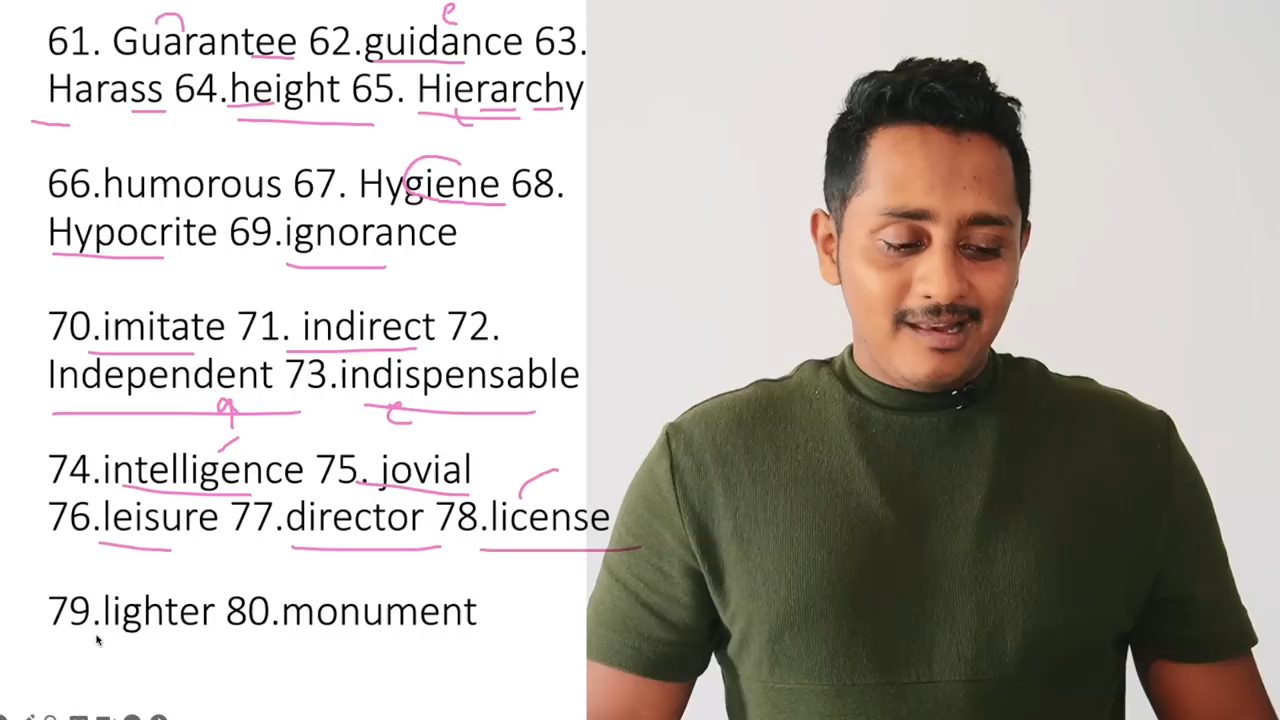 61. Guarantee 62.guidance 63.
Harass 64.height 65. Hierarchy
66.humorous 67. Hygiene 68.
Hypocrite 69.ignorance
70.imitate 71. indirect 72.
Independent 73.indispensable
74.intelligence 75. jovial
76.leisure 77.director 78.license
79.lighter 80.monument